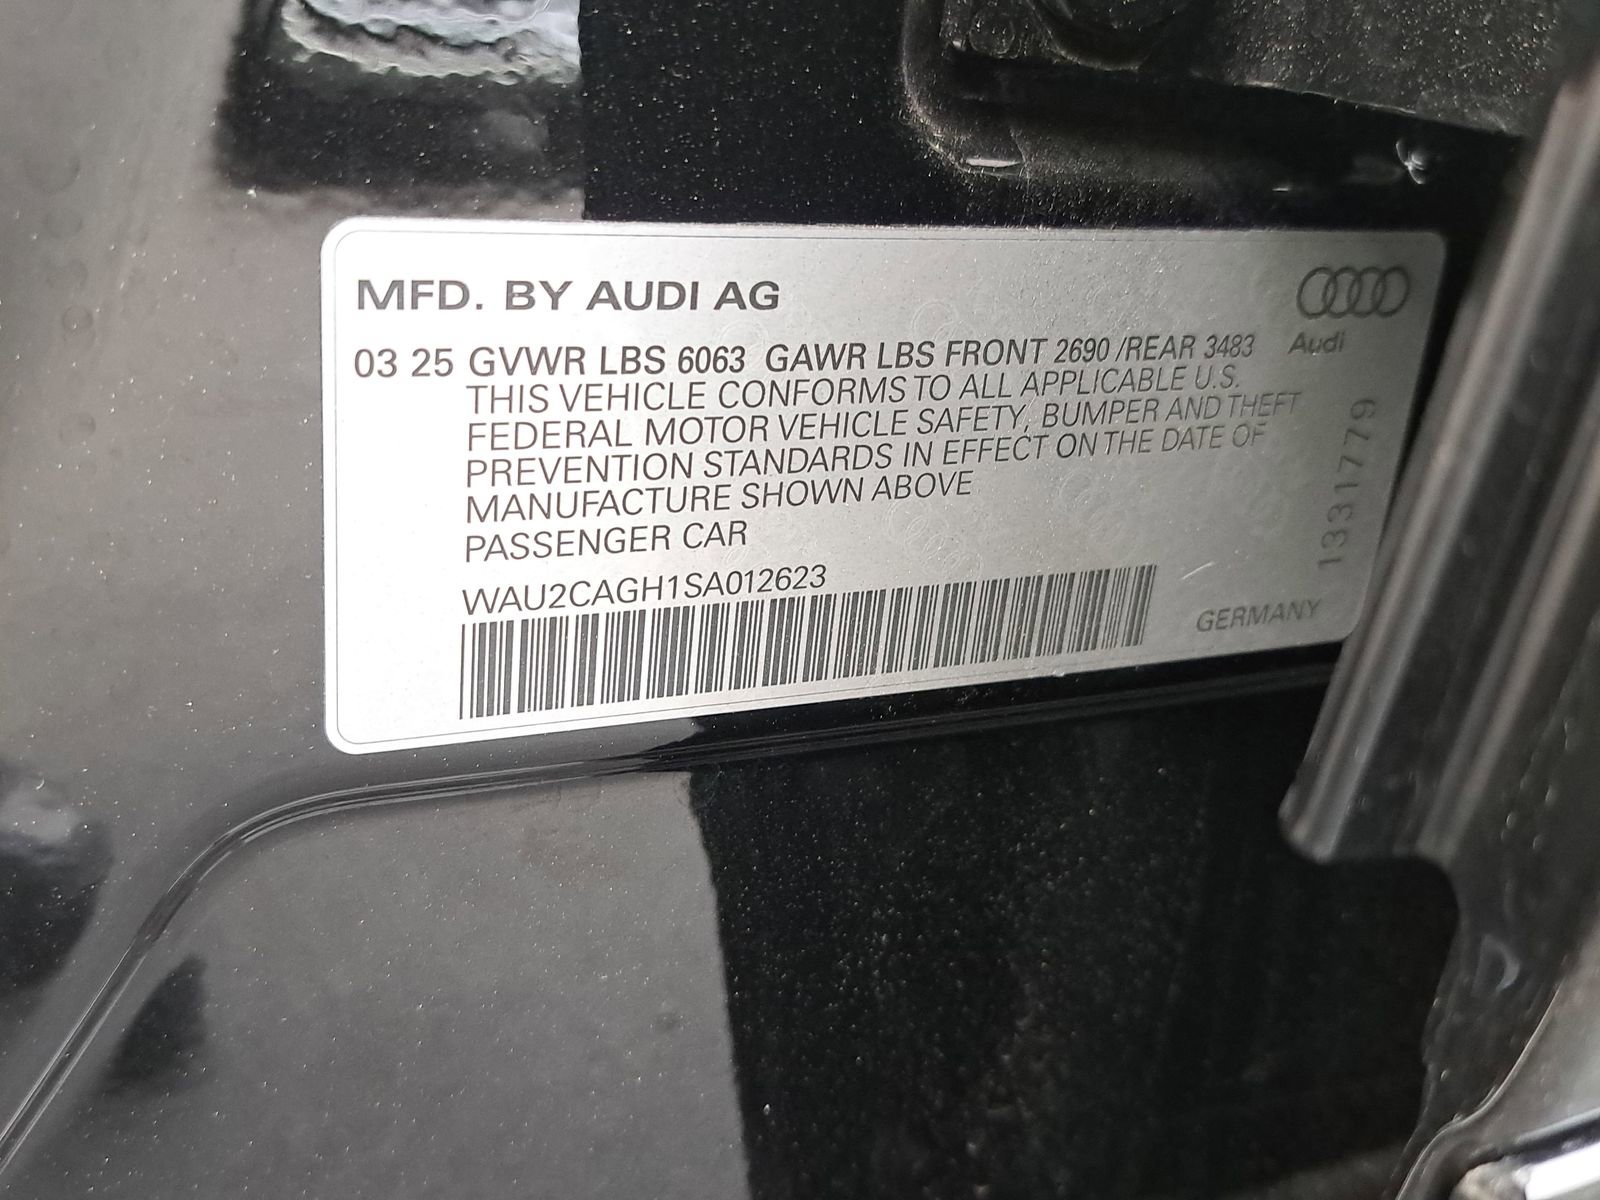 MFD. BY AUDI AG
Audi
03 25 GVWR LBS 6063 GAWR LBS FRONT 2690 /REAR 3483
THIS VEHICLE CONFORMS TO ALL APPLICABLE U.S.
FEDERAL MOTOR VEHICLE SAFETY, BUMPER AND THEFT
PREVENTION STANDARDS IN EFFECT ON THE DATE OF
MANUFACTURE SHOWN ABOVE
PASSENGER CAR
WAU2CAGH1SA012623
GERMANY
1331779